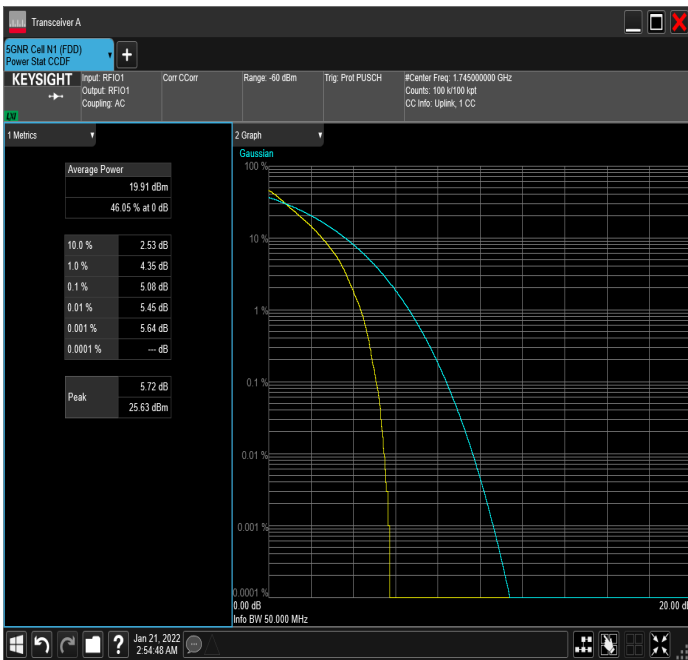 Transceiver A
5GNR Cell N1 (FDD)
Power Stat CCDF
KEYSIGHT
Input: RFIO1
Output: RFIO1
Coupling: AC
Corr CCorr
Range: -60 dBm
Trig: Prot PUSCH
#Center Freq: 1.745000000 GHz
Counts: 100 k/100 kpt
CC Info: Uplink, 1 CC
LXI
1 Metrics
Average Power
19.91 dBm
46.05 % at 0 dB
10.0 % 2.53 dB
1.0 % 4.35 dB
0.1 % 5.08 dB
0.01 % 5.45 dB
0.001 % 5.64 dB
0.0001 % --- dB
Peak
5.72 dB
25.63 dBm
2 Graph
Gaussian
100 %
10 %
1 %
0.1 %
0.01 %
0.001 %
0.0001 %
0.00 dB
20.00 dB
Info BW 50.000 MHz
Jan 21, 2022
2:54:48 AM